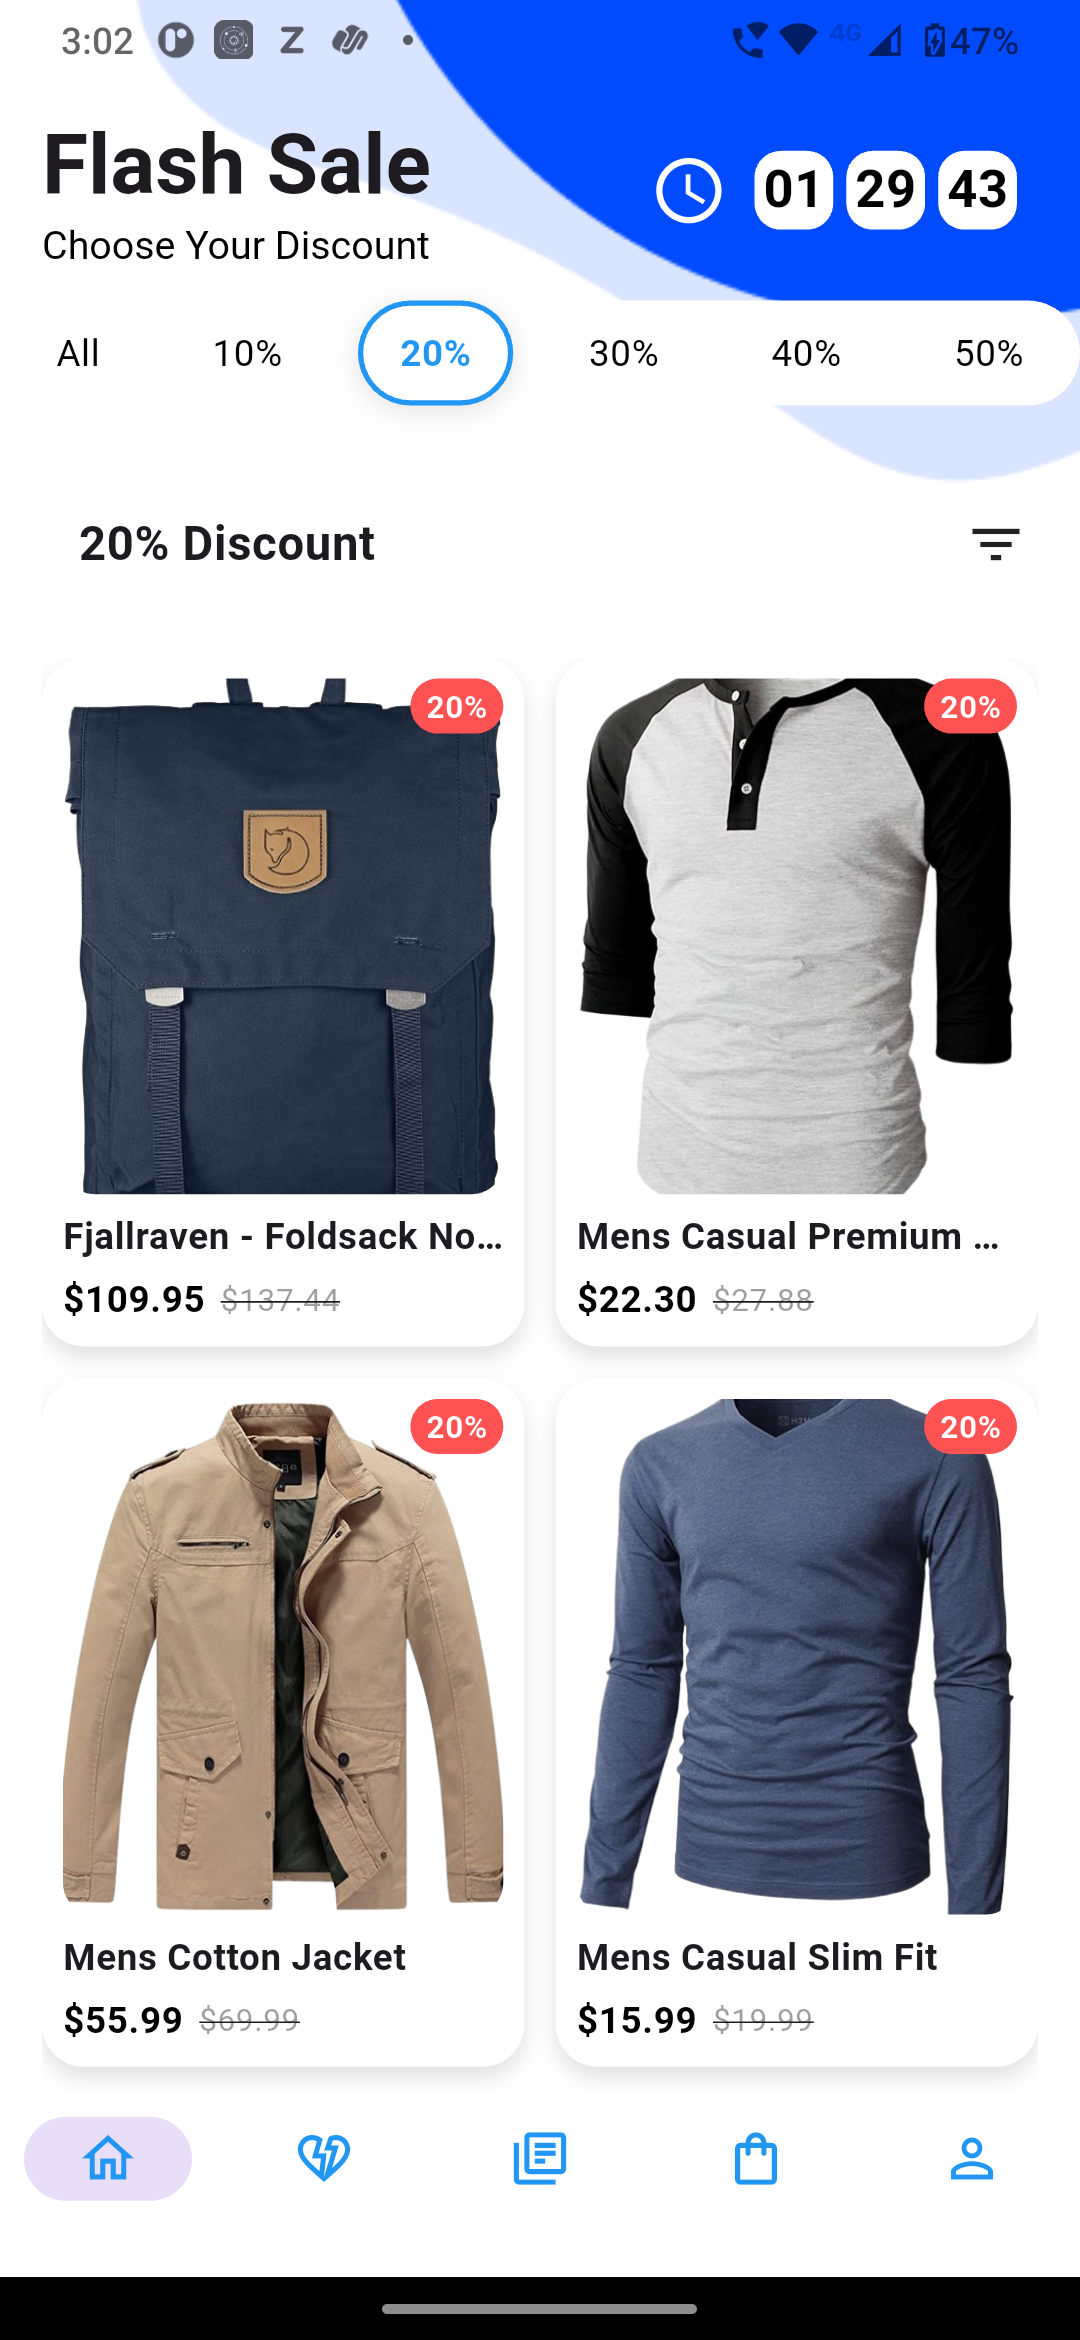 3:02 4G 47%
Flash Sale
01 29 43
Choose Your Discount
All 10% 20% 30% 40% 50%
20% Discount
20% 20%
Fjallraven - Foldsack No... Mens Casual Premium ...
$109.95 $137.44 $22.30 $27.88
20% 20%
Mens Cotton Jacket Mens Casual Slim Fit
$55.99 $69.99 $15.99 $19.99